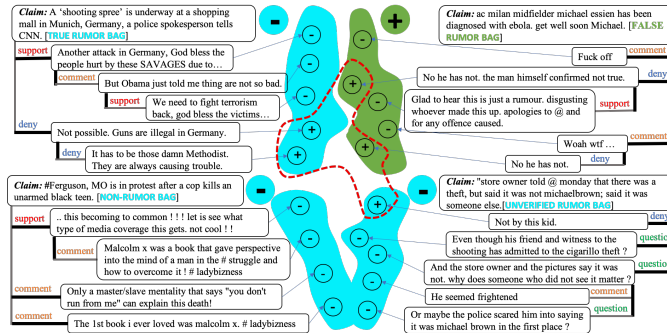 Claim: A ‘shooting spree’ is underway at a shopping
mall in Munich, Germany, a police spokesperson tells
CNN. [TRUE RUMOR BAG]
support
Another attack in Germany, God bless the
people hurt by these SAVAGES due to…
comment
But Obama just told me thing are not so bad.
support
We need to fight terrorism
back, god bless the victims…
deny
Not possible. Guns are illegal in Germany.
deny
It has to be those damn Methodist.
They are always causing trouble.
-
-
-
-
+
+
+
Claim: ac milan midfielder michael essien has been
diagnosed with ebola. get well soon Michael. [FALSE
RUMOR BAG]
comment
Fuck off
No he has not. the man himself confirmed not true.
deny
Glad to hear this is just a rumour. disgusting
whoever made this up. apologies to @ and
for any offence caused.
support
comment
Woah wtf …
deny
No he has not.
-
+
-
-
+
Claim: #Ferguson, MO is in protest after a cop kills an
unarmed black teen. [NON-RUMOR BAG]
support
.. this becoming to common ! ! ! let is see what
type of media coverage this gets. not cool ! !
comment
Malcolm x was a book that gave perspective
into the mind of a man in the # struggle and
how to overcome it ! # ladybizness
comment
Only a master/slave mentality that says "you don't
run from me" can explain this death!
comment
The 1st book i ever loved was malcolm x. # ladybizness
-
-
-
-
-
-
Claim: "store owner told @ monday that there was a
theft, but said it was not michaelbrown; said it was
someone else.[UNVERIFIED RUMOR BAG]
Not by this kid.
deny
question
Even though his friend and witness to the
shooting has admitted to the cigarillo theft ?
question
And the store owner and the pictures say it was
not. why does someone who did not see it matter ?
comment
He seemed frightened
question
Or maybe the police scared him into saying
it was michael brown in the first place ?
+
-
-
-
-